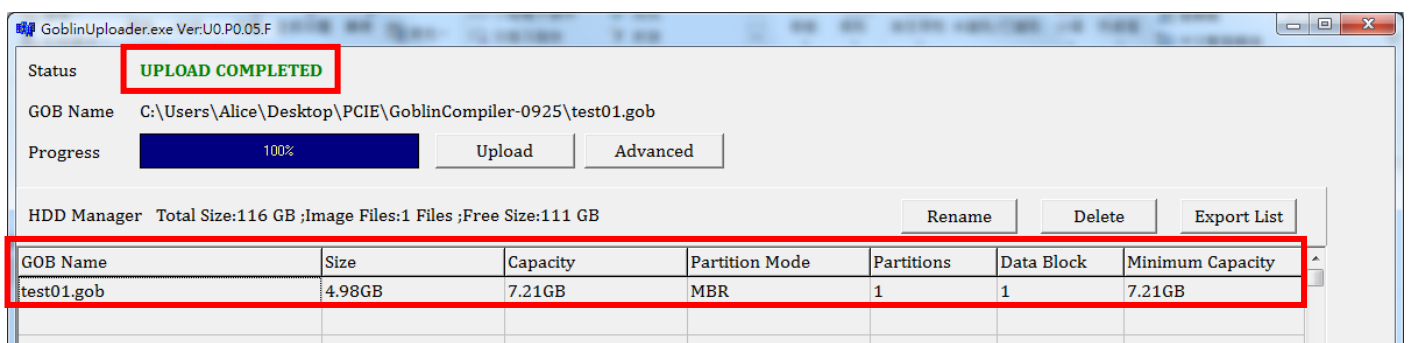 GoblinUploader.exe Ver:U0.P0.05.F
Status UPLOAD COMPLETED
GOB Name C:\Users\Alice\Desktop\PCIE\GoblinCompiler-0925\test01.gob
Progress 100% Upload Advanced
HDD Manager Total Size:116 GB ;Image Files:1 Files ;Free Size:111 GB Rename Delete Export List
GOB Name Size Capacity Partition Mode Partitions Data Block Minimum Capacity
test01.gob 4.98GB 7.21GB MBR 1 1 7.21GB